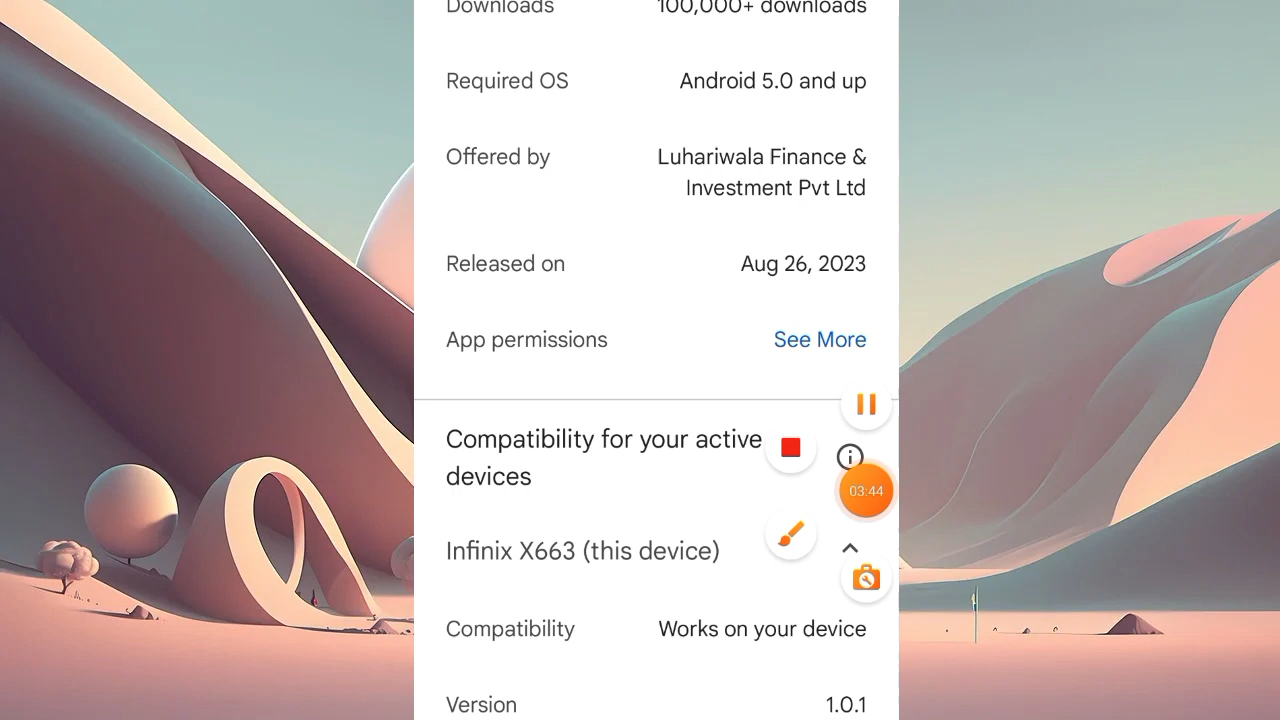 Downloads 100,000+ downloads
Required OS Android 5.0 and up
Offered by Luhariwala Finance &
Investment Pvt Ltd
Released on Aug 26, 2023
App permissions See More
Compatibility for your active
devices
03:44
Infinix X663 (this device)
Compatibility Works on your device
Version 1.0.1